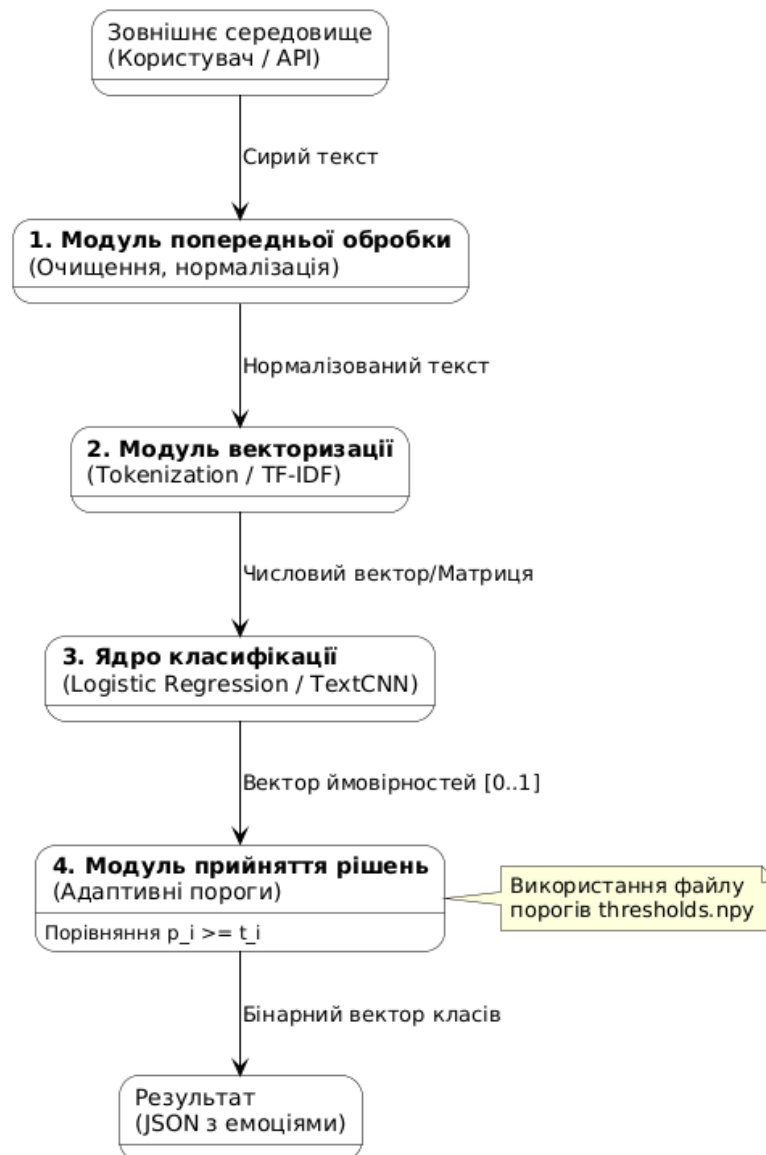 Зовнішнє середовище
(Користувач / API)
Сирий текст
1. Модуль попередньої обробки
(Очищення, нормалізація)
Нормалізований текст
2. Модуль векторизації
(Tokenization / TF-IDF)
Числовий вектор/Матриця
3. Ядро класифікації
(Logistic Regression / TextCNN)
Вектор ймовірностей [0..1]
4. Модуль прийняття рішень
(Адаптивні пороги)
Порівняння p_i >= t_i
Використання файлу
порогів thresholds.npy
Бінарний вектор класів
Результат
(JSON з емоціями)